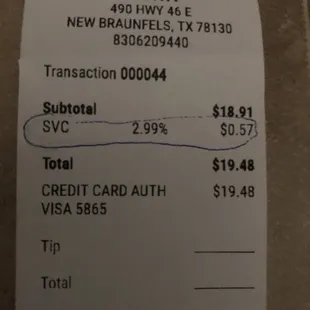 490 HWY 46 E
NEW BRAUNFELS, TX 78130
8306209440
Transaction 000044
Subtotal $18.91
SVC 2.99% $0.57
Total $19.48
CREDIT CARD AUTH $19.48
VISA 5865
Tip
Total